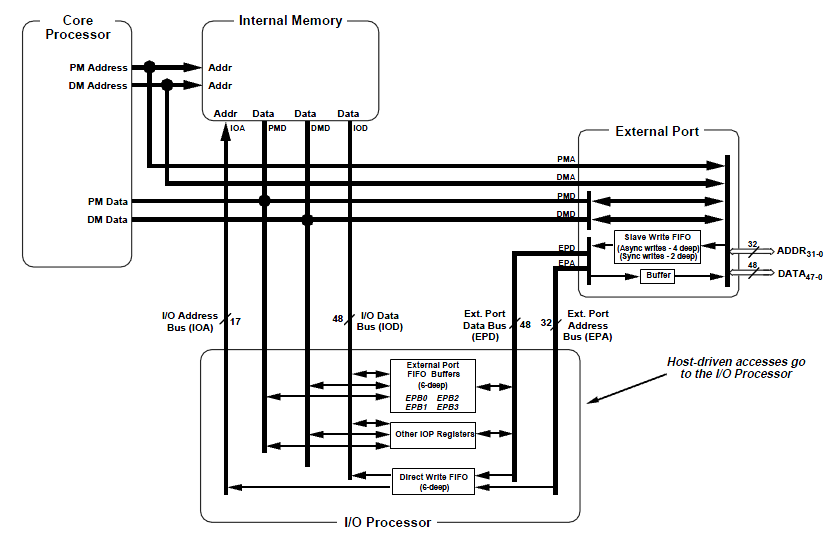 Core
Processor
Internal Memory
PM Address
DM Address
Addr
Addr
Addr
Data
Data
Data
IOA
PMD
DMD
IOD
External Port
PMA
DMA
PM Data
DM Data
PMD
DMD
Slave Write FIFO
(Async writes - 4 deep)
(Sync writes - 2 deep)
EPD
EPA
Buffer
32
ADDR31-0
48
DATA47-0
I/O Address
Bus (IOA)
17
48
I/O Data
Bus (IOD)
Ext. Port
Data Bus
(EPD)
48
32
Ext. Port
Address
Bus (EPA)
External Port
FIFO Buffers
(6-deep)
EPB0 EPB2
EPB1 EPB3
Other IOP Registers
Direct Write FIFO
(6-deep)
Host-driven accesses go
to the I/O Processor
I/O Processor